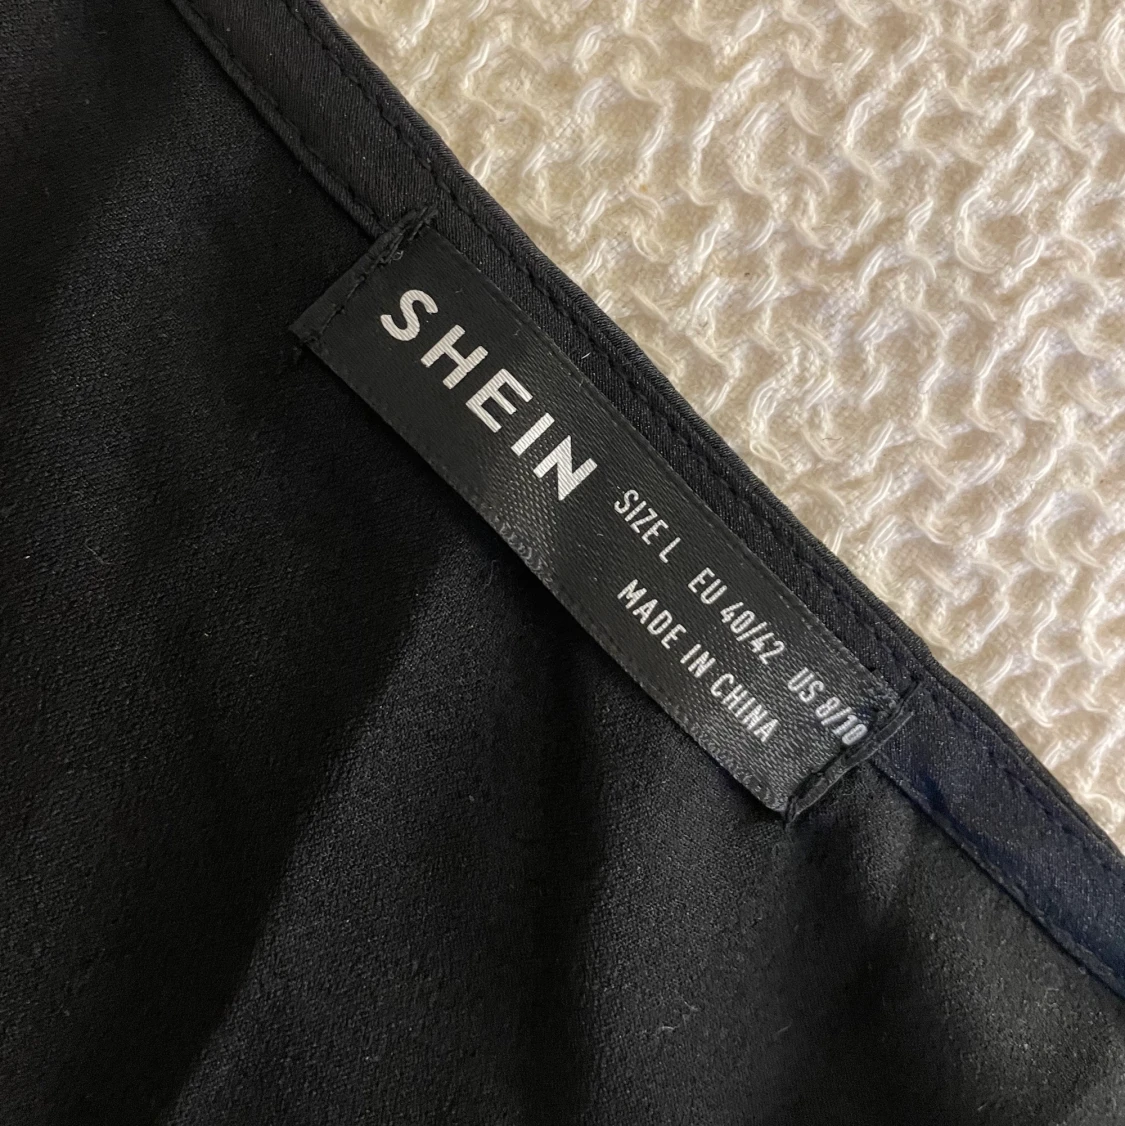 SHEIN
SIZE L EU 40/42 US 8/10
MADE IN CHINA